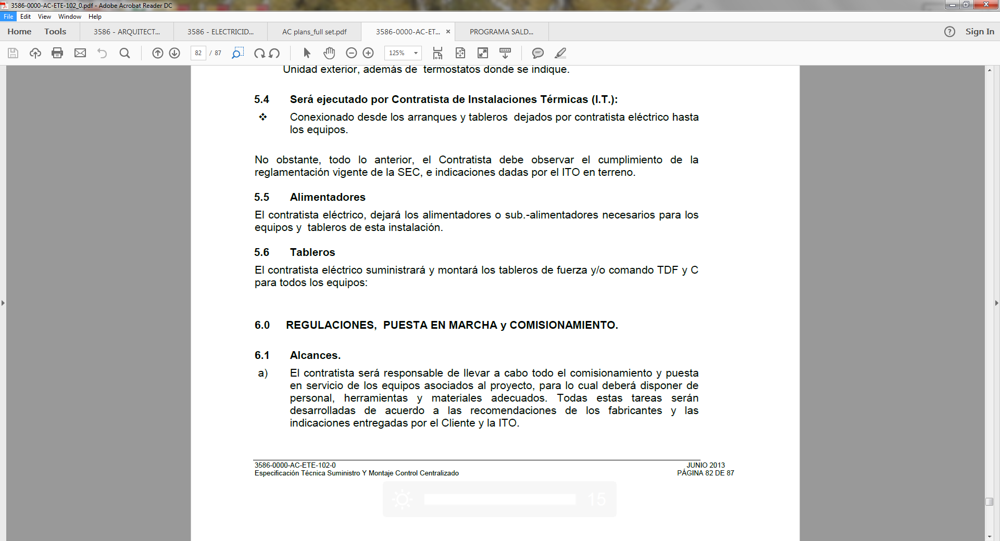 3586-0000-AC-ETE-102_0.pdf - Adobe Acrobat Reader DC
File Edit View Window Help
Home Tools 3586 - ARQUITECT... 3586 - ELECTRICID... AC plans_full set.pdf 3586-0000-AC-ET... × PROGRAMA SALD... ? Sign In
82 / 87 125%
Unidad exterior, además de termostatos donde se indique.
5.4 Será ejecutado por Contratista de Instalaciones Térmicas (I.T.):
❖ Conexionado desde los arranques y tableros dejados por contratista eléctrico hasta
los equipos.
No obstante, todo lo anterior, el Contratista debe observar el cumplimiento de la
reglamentación vigente de la SEC, e indicaciones dadas por el ITO en terreno.
5.5 Alimentadores
El contratista eléctrico, dejará los alimentadores o sub.-alimentadores necesarios para los
equipos y tableros de esta instalación.
5.6 Tableros
El contratista eléctrico suministrará y montará los tableros de fuerza y/o comando TDF y C
para todos los equipos:
6.0 REGULACIONES, PUESTA EN MARCHA y COMISIONAMIENTO.
6.1 Alcances.
a) El contratista será responsable de llevar a cabo todo el comisionamiento y puesta
en servicio de los equipos asociados al proyecto, para lo cual deberá disponer de
personal, herramientas y materiales adecuados. Todas estas tareas serán
desarrolladas de acuerdo a las recomendaciones de los fabricantes y las
indicaciones entregadas por el Cliente y la ITO.
3586-0000-AC-ETE-102-0 JUNIO 2013
Especificación Técnica Suministro Y Montaje Control Centralizado PÁGINA 82 DE 87
15